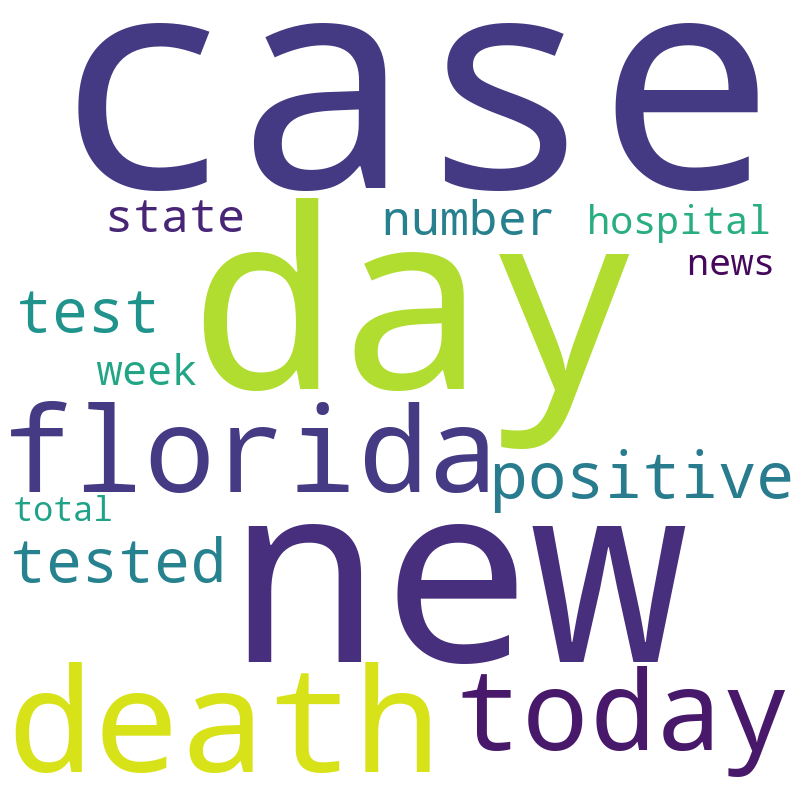 case
state number hospital
day news
test
week
florida
positive
total
new
tested
death today